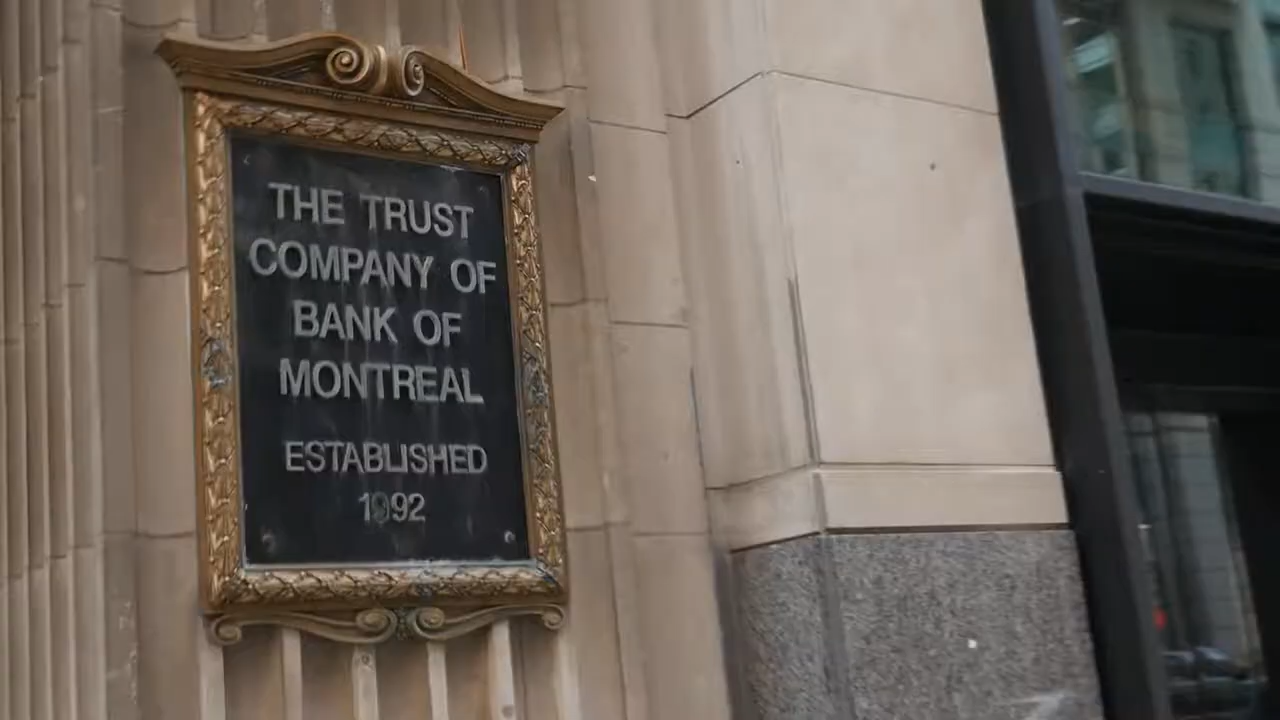 THE TRUST
COMPANY OF
BANK OF
MONTREAL
ESTABLISHED
1992